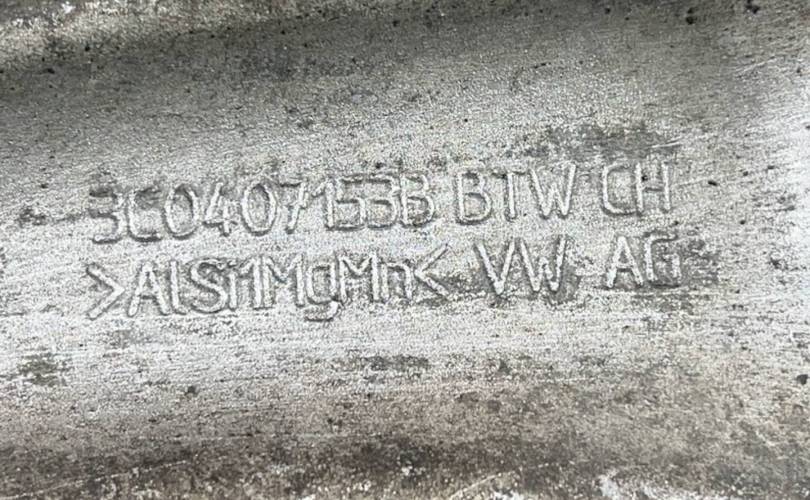 3C0407153B BTW CH
>AlSi1MgMn< VW AG